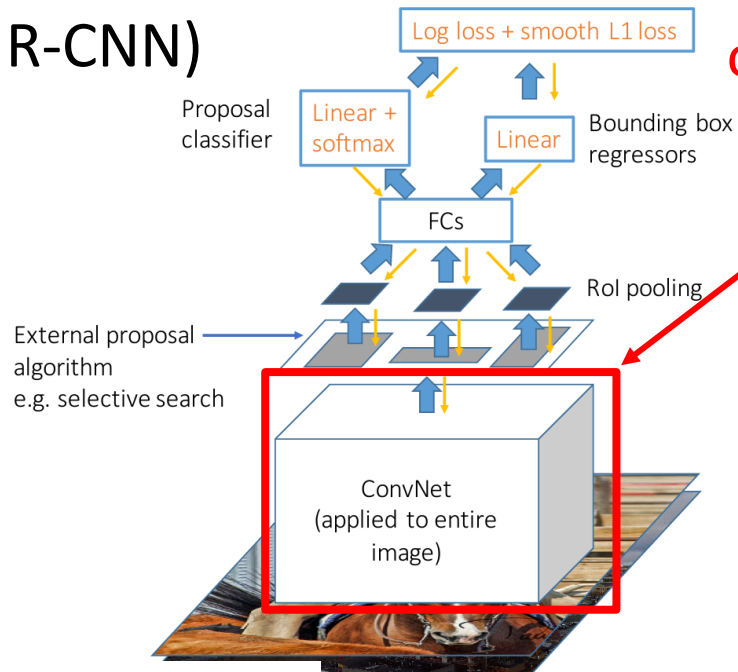 R-CNN)
Log loss + smooth L1 loss
Proposal
classifier
Linear +
softmax
Linear
Bounding box
regressors
FCs
RoI pooling
External proposal
algorithm
e.g. selective search
ConvNet
(applied to entire
image)